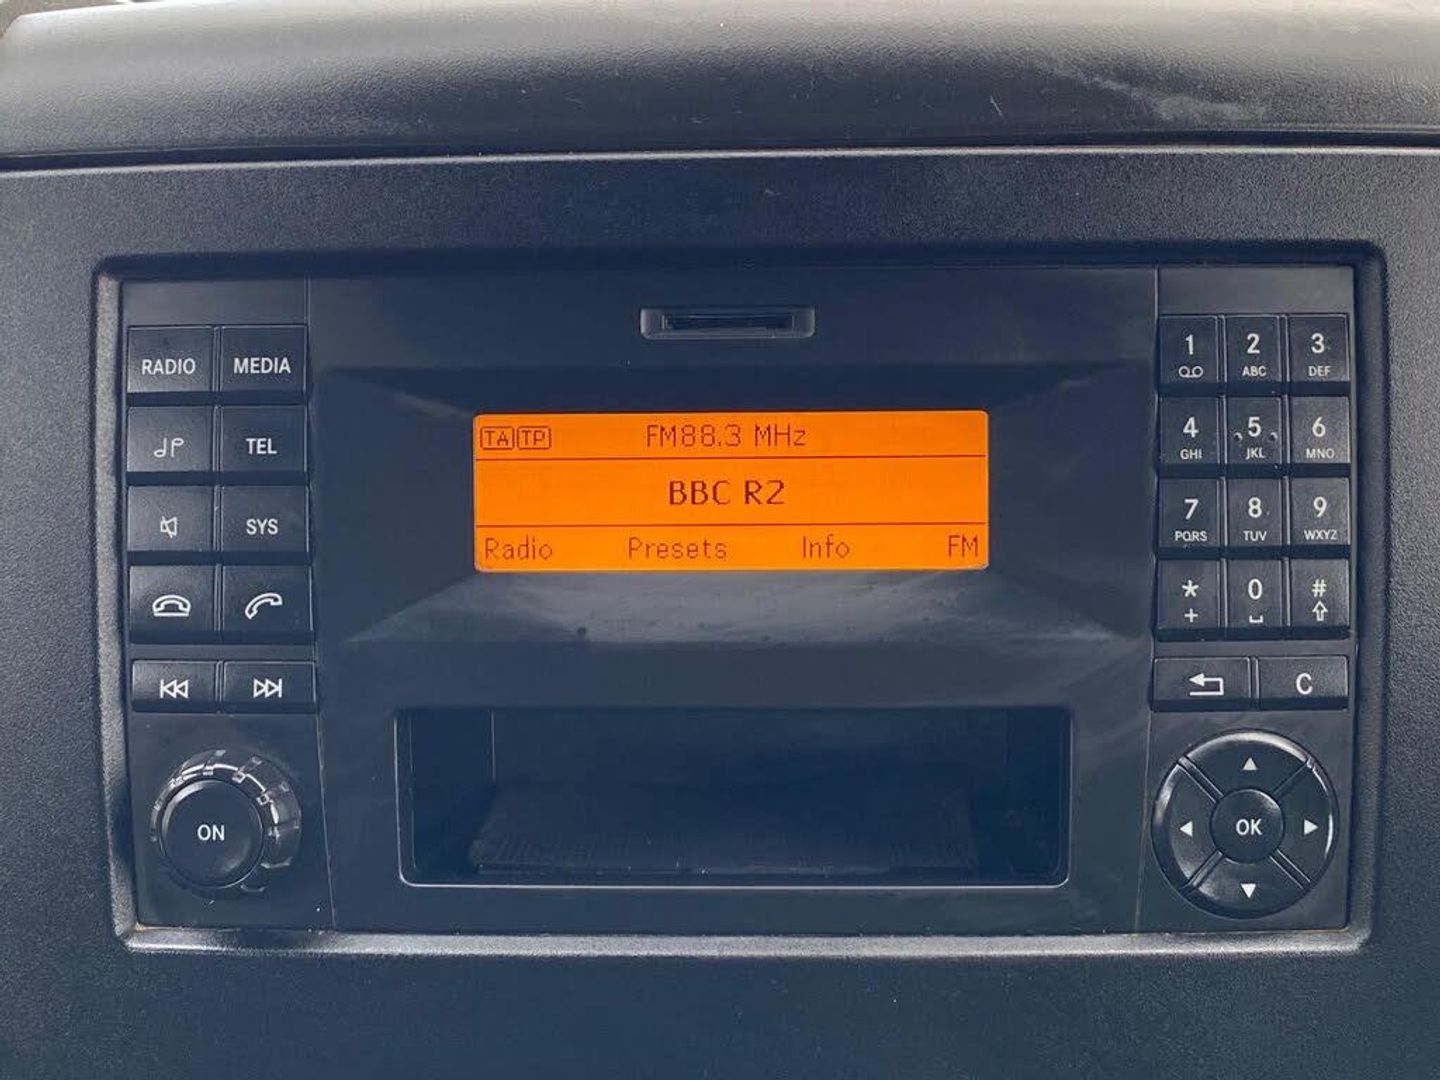 RADIO MEDIA
TEL
SYS
ON
TA TP FM88.3 MHz
BBC R2
Radio Presets Info FM
1 2 3
ABC DEF
4 5 6
GHI JKL MNO
7 8 9
PQRS TUV WXYZ
* 0 #
+
C
OK